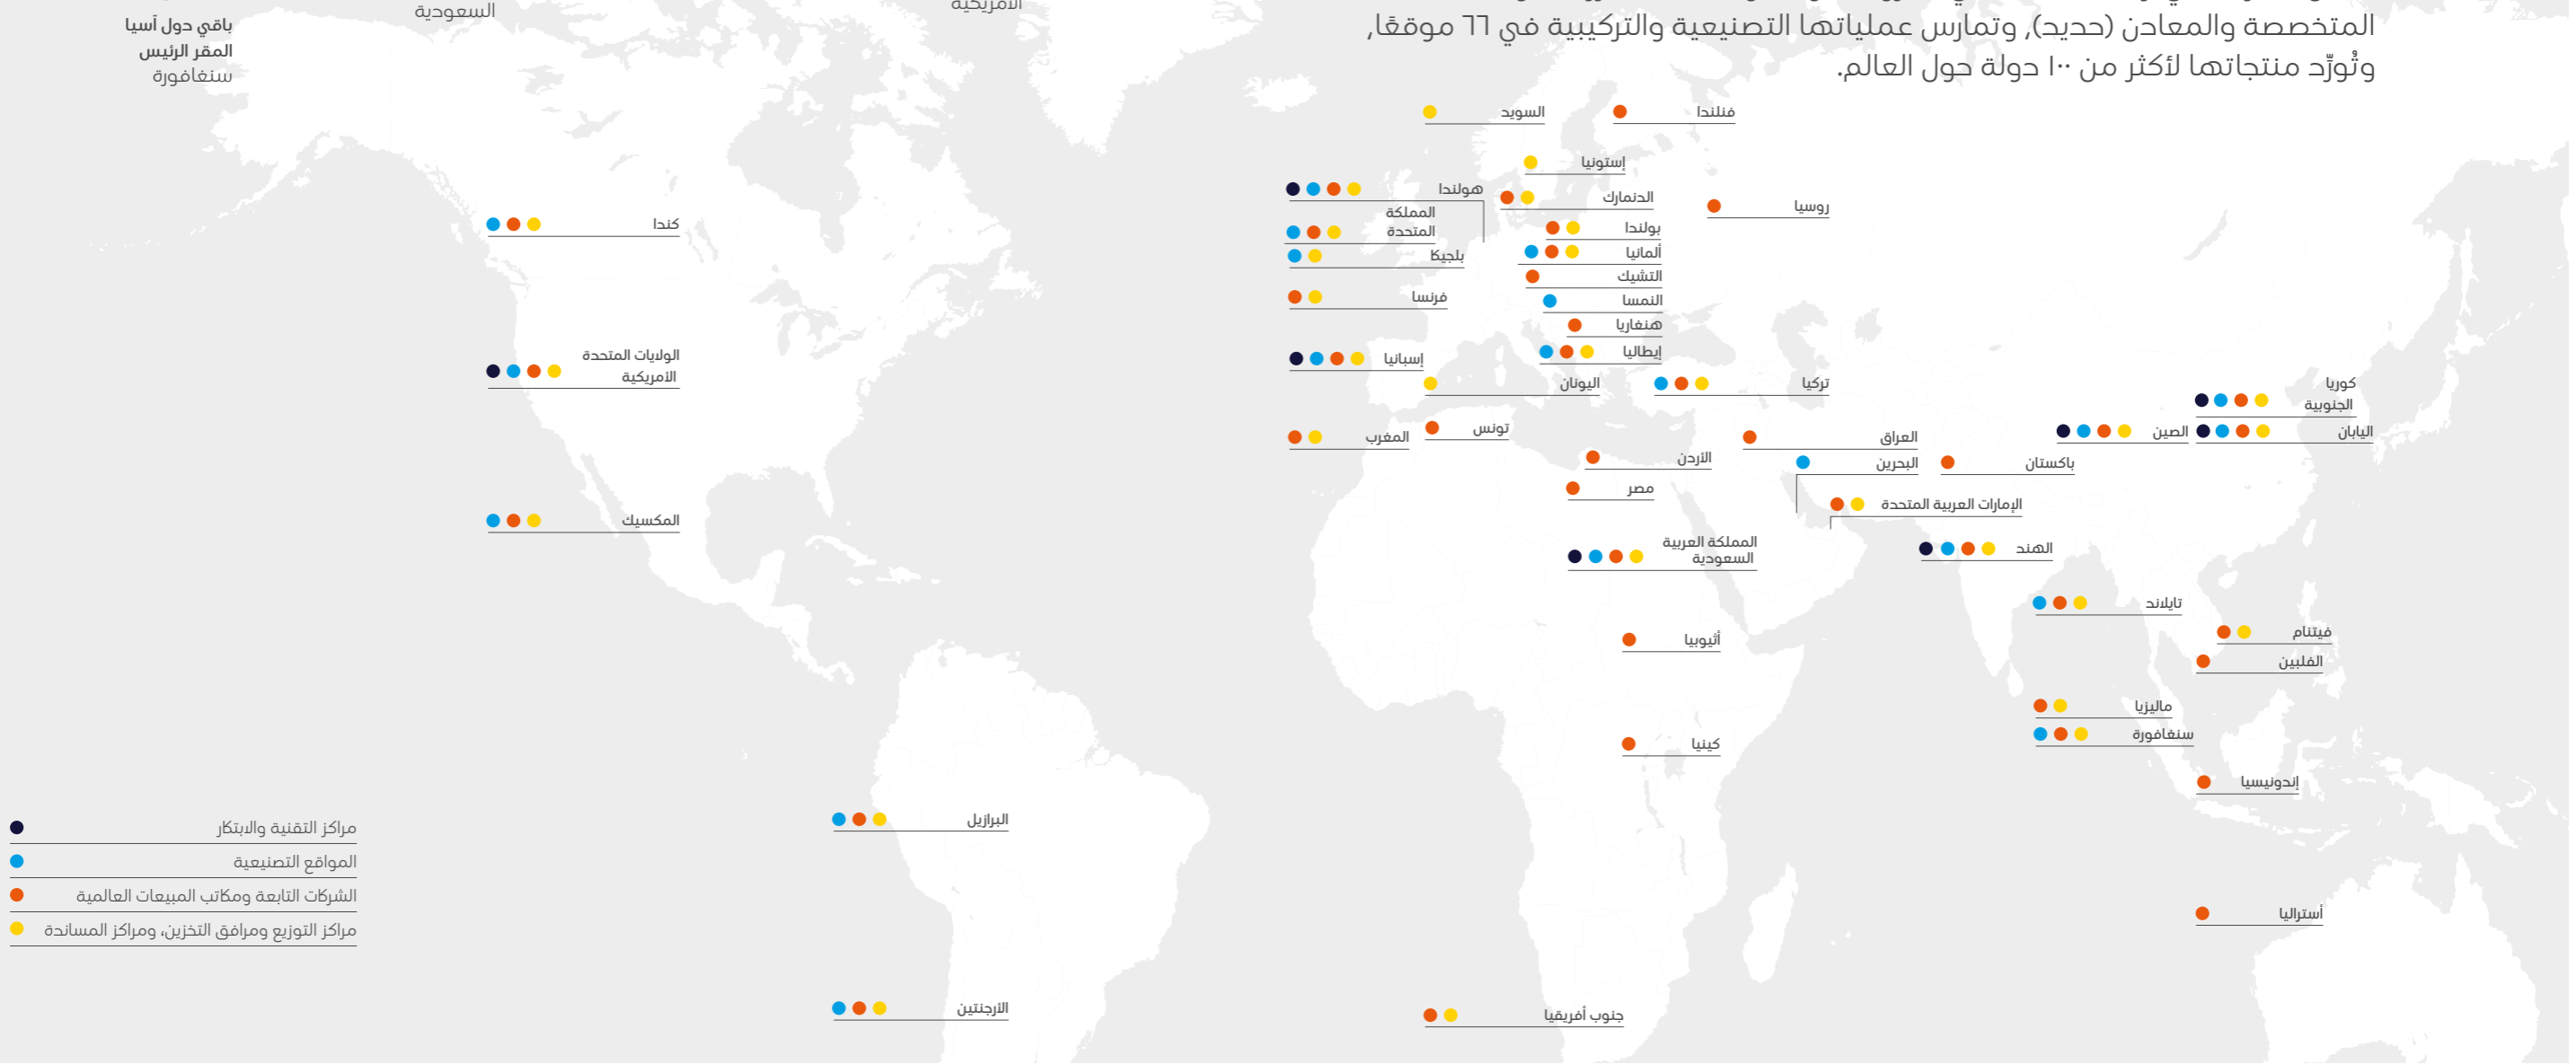 المتخصصة والمعادن (حديد)، وتمارس عملياتها التصنيعية والتركيبية في ٦٦ موقعًا،
وتُورِّد منتجاتها لأكثر من ١٠٠ دولة حول العالم.
الأمريكية
السعودية
باقي دول آسيا
المقر الرئيس
سنغافورة
فنلندا
السويد
إستونيا
هولندا
الدنمارك
روسيا
المملكة
المتحدة
بولندا
بلجيكا
ألمانيا
التشيك
فرنسا
النمسا
هنغاريا
إسبانيا
إيطاليا
اليونان
تركيا
كوريا
الجنوبية
اليابان
الصين
تونس
المغرب
العراق
الأردن
البحرين
باكستان
مصر
الإمارات العربية المتحدة
المملكة العربية
السعودية
الهند
تايلاند
فيتنام
الفلبين
أثيوبيا
ماليزيا
سنغافورة
كينيا
إندونيسيا
أستراليا
جنوب أفريقيا
كندا
الولايات المتحدة
الأمريكية
المكسيك
البرازيل
الأرجنتين
مراكز التقنية والابتكار
المواقع التصنيعية
الشركات التابعة ومكاتب المبيعات العالمية
مراكز التوزيع ومرافق التخزين، ومراكز المساندة